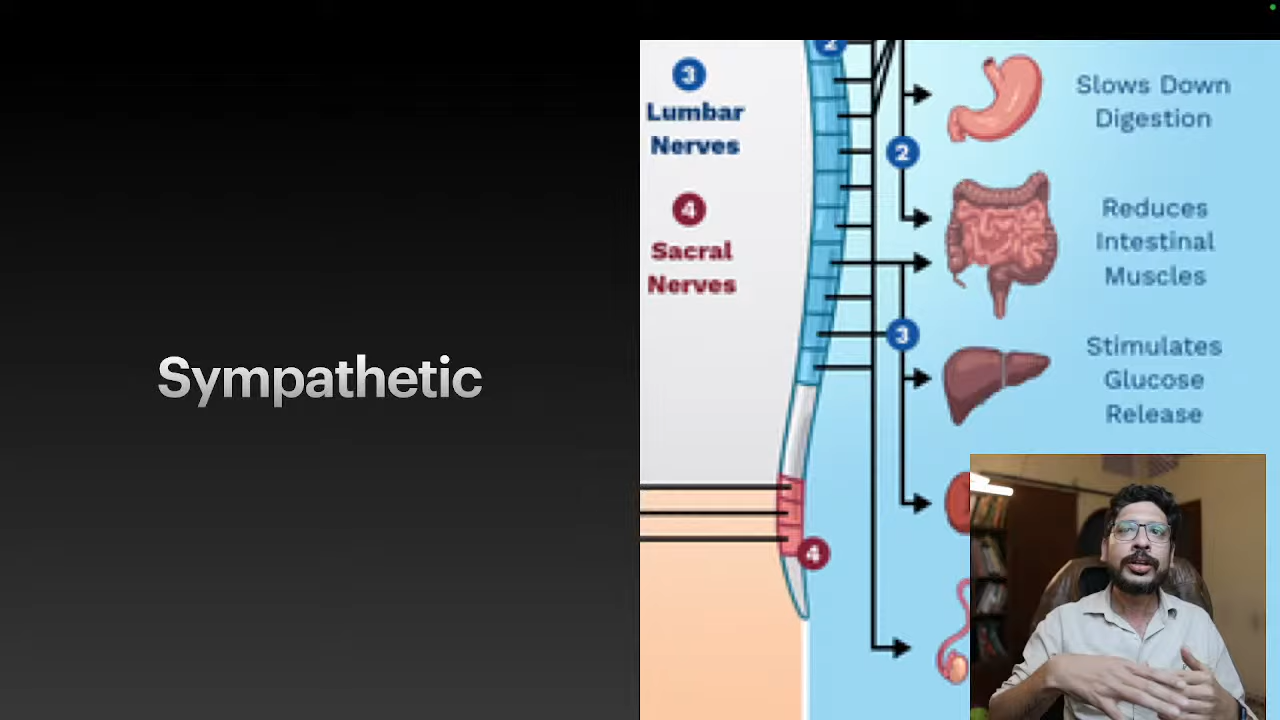 Sympathetic
2
3
Lumbar
Nerves
4
Sacral
Nerves
4
2
3
Slows Down
Digestion
Reduces
Intestinal
Muscles
Stimulates
Glucose
Release